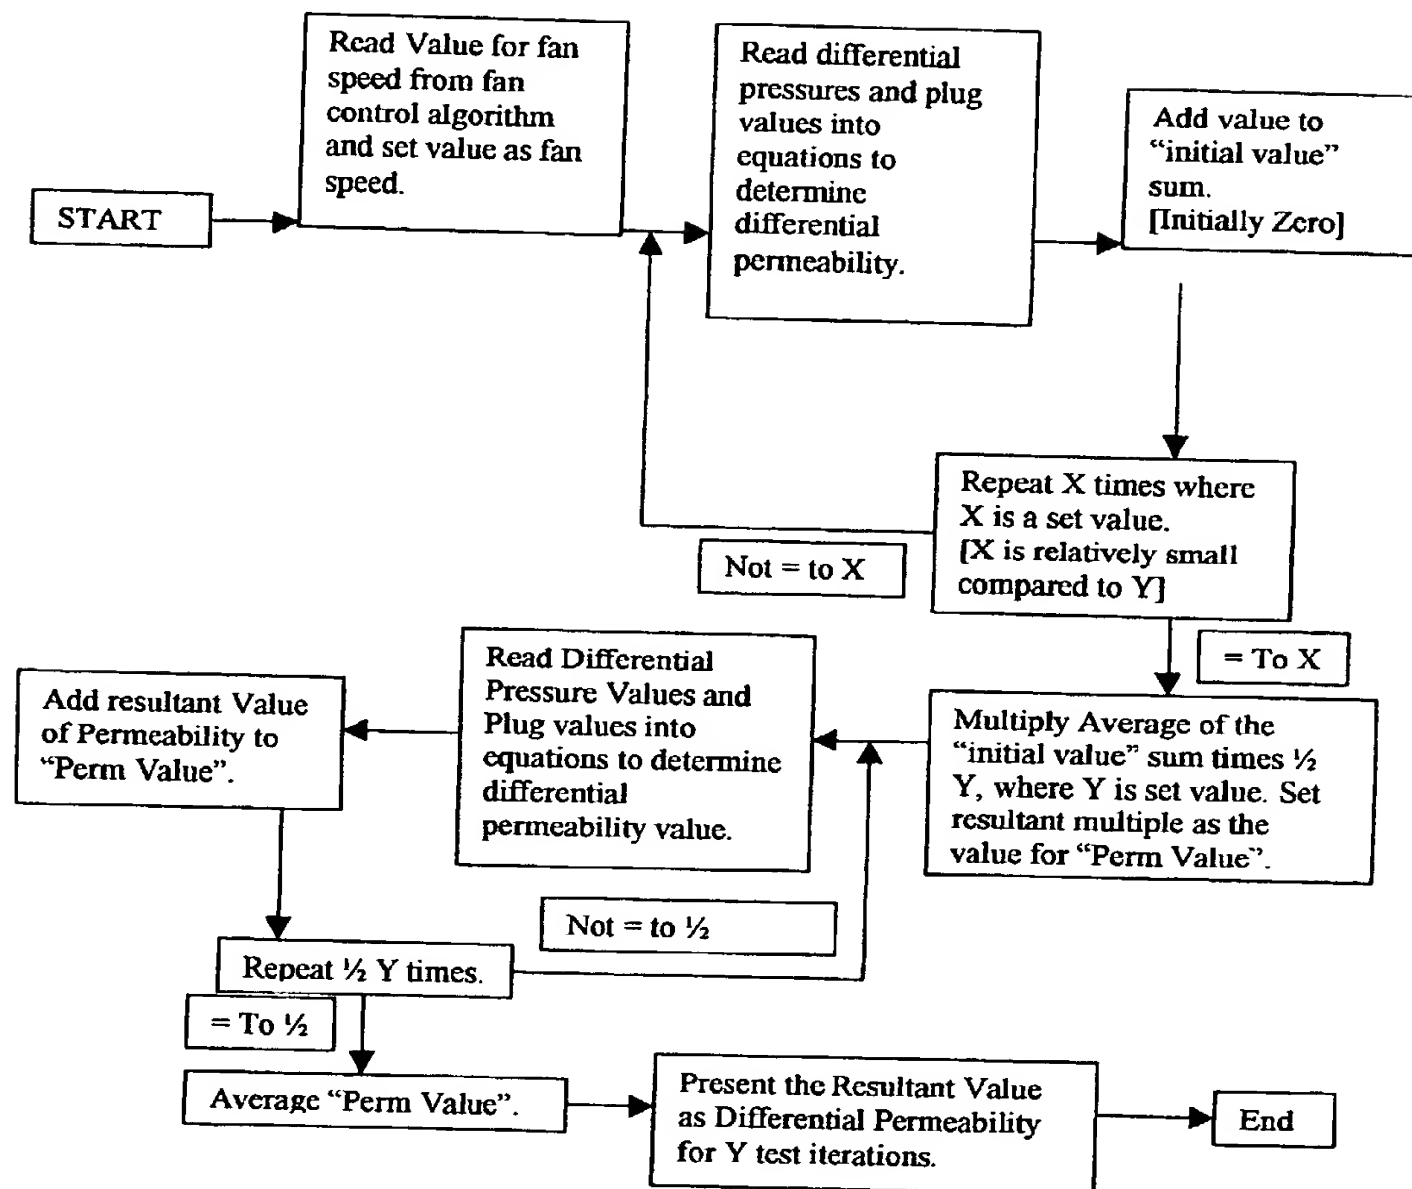 START
Read Value for fan
speed from fan
control algorithm
and set value as fan
speed.
Read differential
pressures and plug
values into
equations to
determine
differential
permeability.
Add value to
“initial value”
sum.
[Initially Zero]
Repeat X times where
X is a set value.
[X is relatively small
compared to Y]
Not = to X
= To X
Multiply Average of the
“initial value” sum times ½
Y, where Y is set value. Set
resultant multiple as the
value for “Perm Value”.
Read Differential
Pressure Values and
Plug values into
equations to determine
differential
permeability value.
Add resultant Value
of Permeability to
“Perm Value”.
Repeat ½ Y times.
Not = to ½
= To ½
Average “Perm Value”.
Present the Resultant Value
as Differential Permeability
for Y test iterations.
End